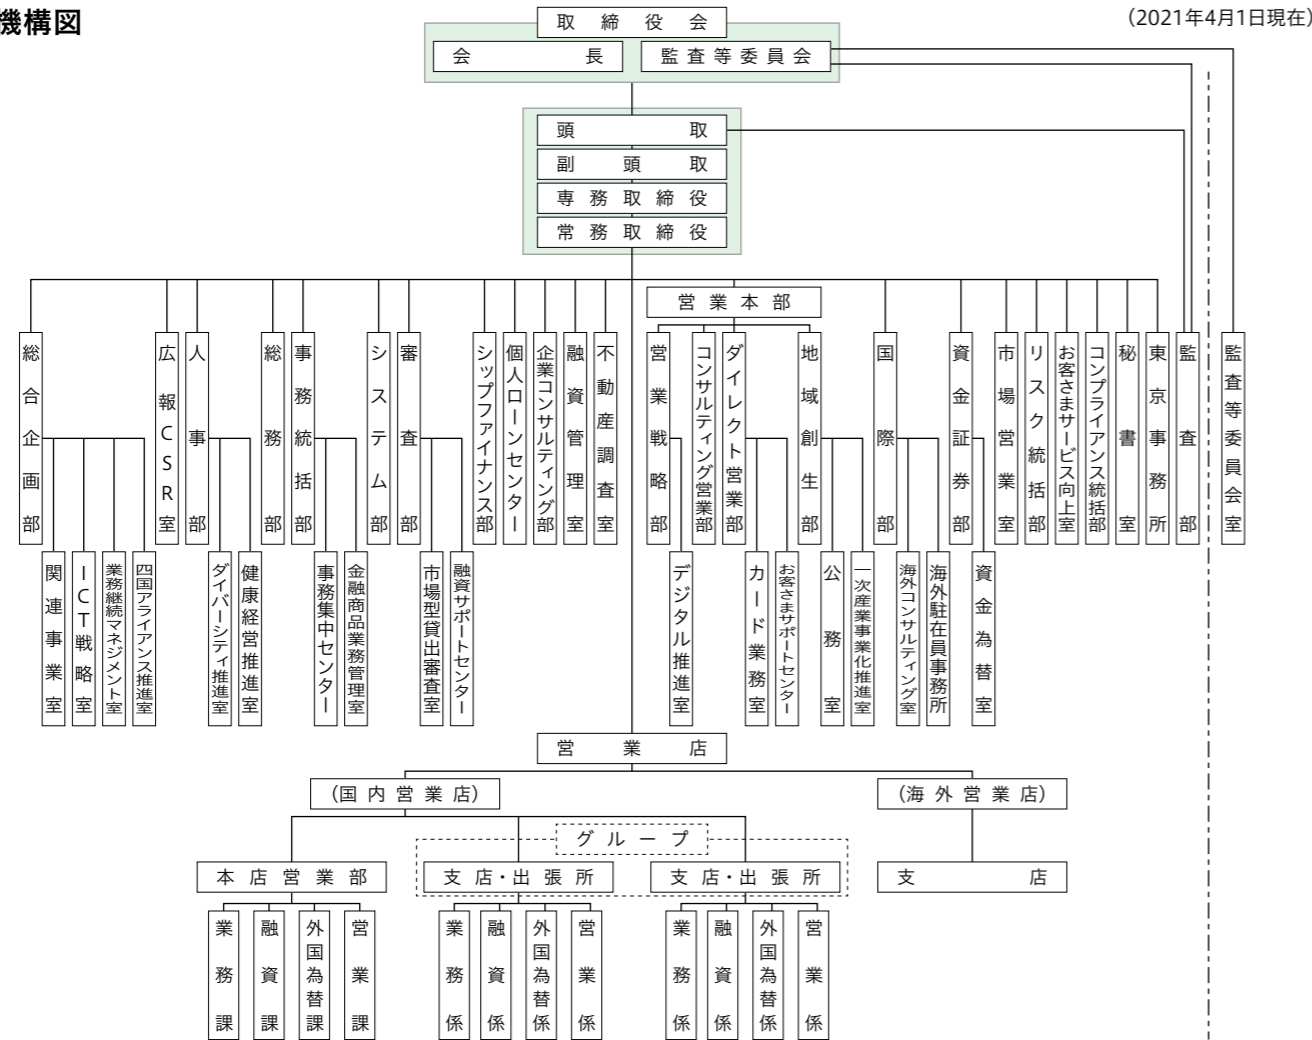 機構図
(2021年4月1日現在)
取締役会
会長
監査等委員会
頭取
副頭取
専務取締役
常務取締役
営業本部
総合企画部
広報CSR室
人事部
総務部
事務統括部
システム部
審査部
シップファイナンス部
個人ローンセンター
企業コンサルティング部
融資管理室
不動産調査室
営業戦略部
コンサルティング営業部
ダイレクト営業部
地域創生部
国際部
資金証券部
市場営業室
リスク統括部
お客さまサービス向上室
コンプライアンス統括部
秘書室
東京事務所
監査部
監査等委員会室
関連事業室
ICT戦略室
業務継続マネジメント室
四国アライアンス推進室
ダイバーシティ推進室
健康経営推進室
事務集中センター
金融商品業務管理室
市場型貸出審査室
融資サポートセンター
デジタル推進室
カード業務室
お客さまサポートセンター
公務室
一次産業事業化推進室
海外コンサルティング室
海外駐在員事務所
資金為替室
営業店
(国内営業店)
(海外営業店)
グループ
本店営業部
支店・出張所
支店・出張所
支店
業務課
融資課
外国為替課
営業課
業務係
融資係
外国為替係
営業係
業務係
融資係
外国為替係
営業係